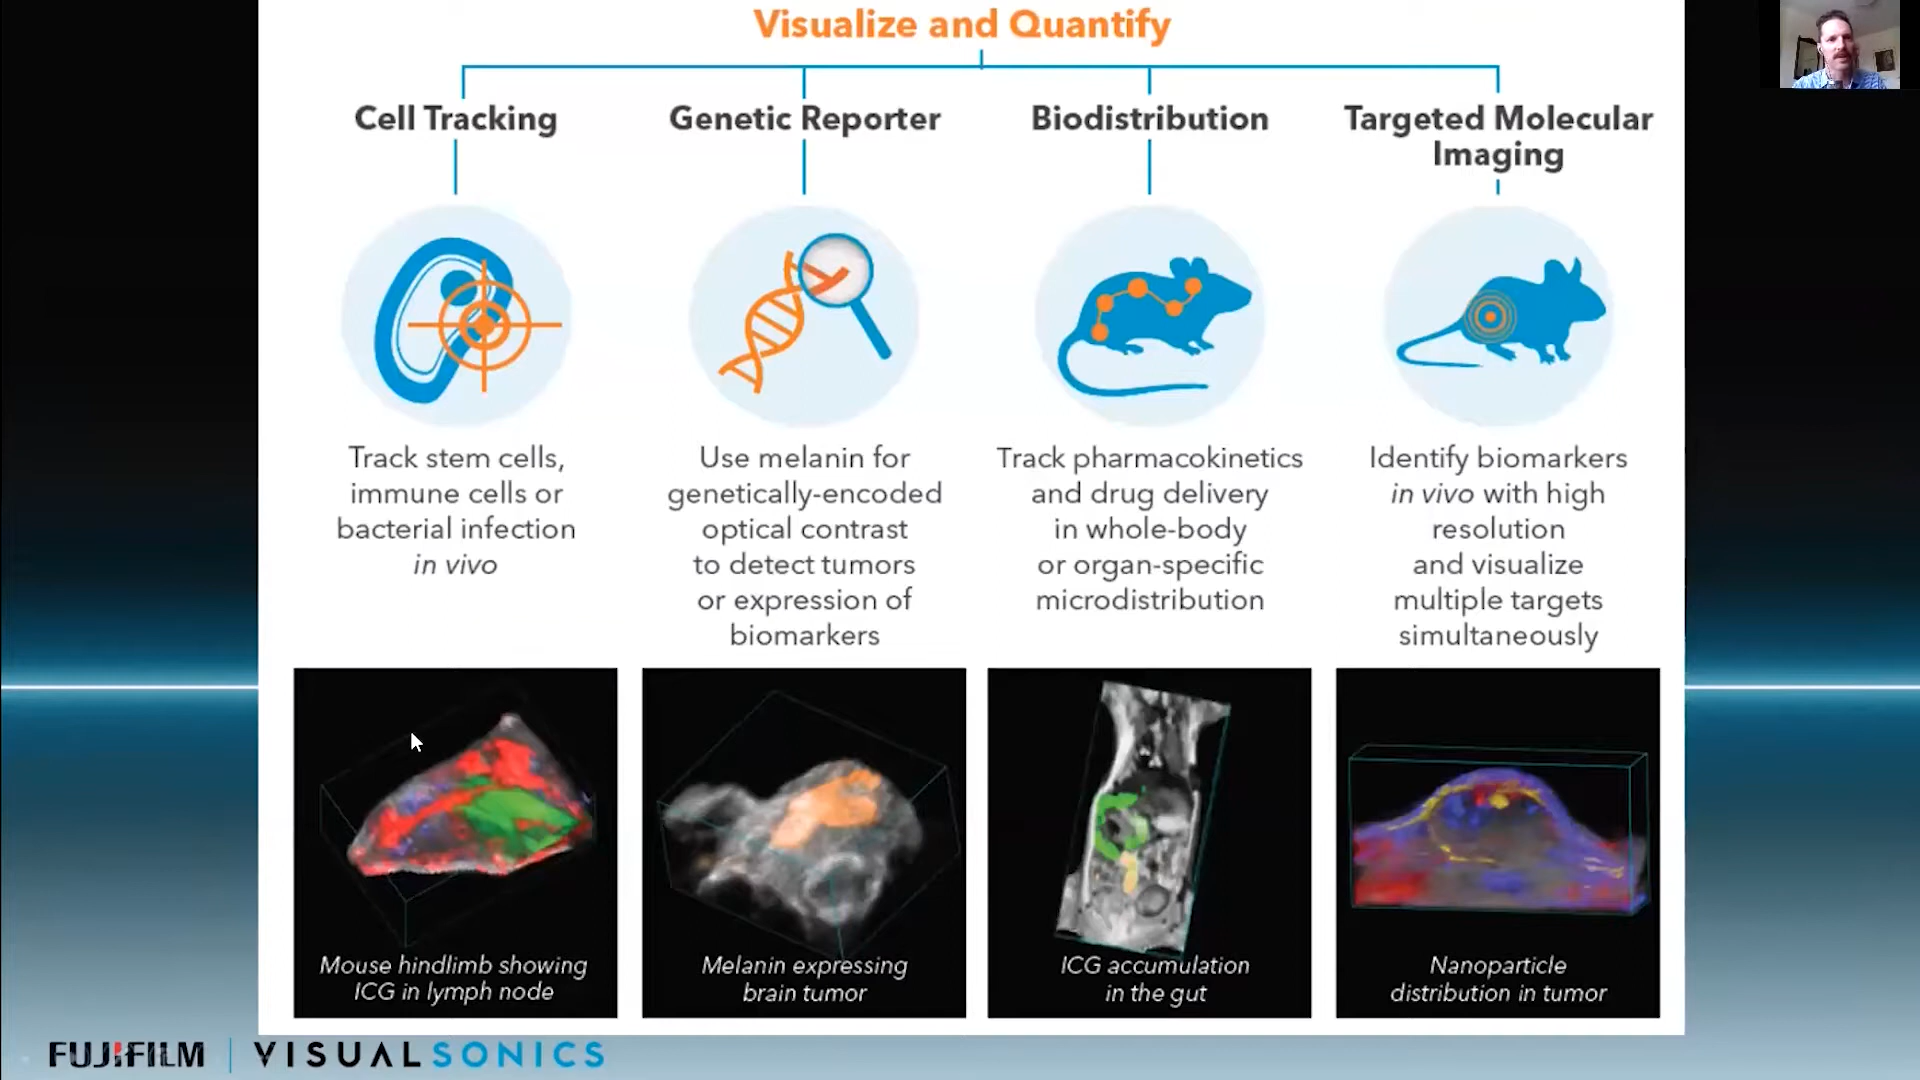 Visualize and Quantify
Cell Tracking
Track stem cells,
immune cells or
bacterial infection
in vivo
Mouse hindlimb showing
ICG in lymph node
Genetic Reporter
Use melanin for
genetically-encoded
optical contrast
to detect tumors
or expression of
biomarkers
Melanin expressing
brain tumor
Biodistribution
Track pharmacokinetics
and drug delivery
in whole-body
or organ-specific
microdistribution
ICG accumulation
in the gut
Targeted Molecular
Imaging
Identify biomarkers
in vivo with high
resolution
and visualize
multiple targets
simultaneously
Nanoparticle
distribution in tumor
FUJIFILM VISUALSONICS